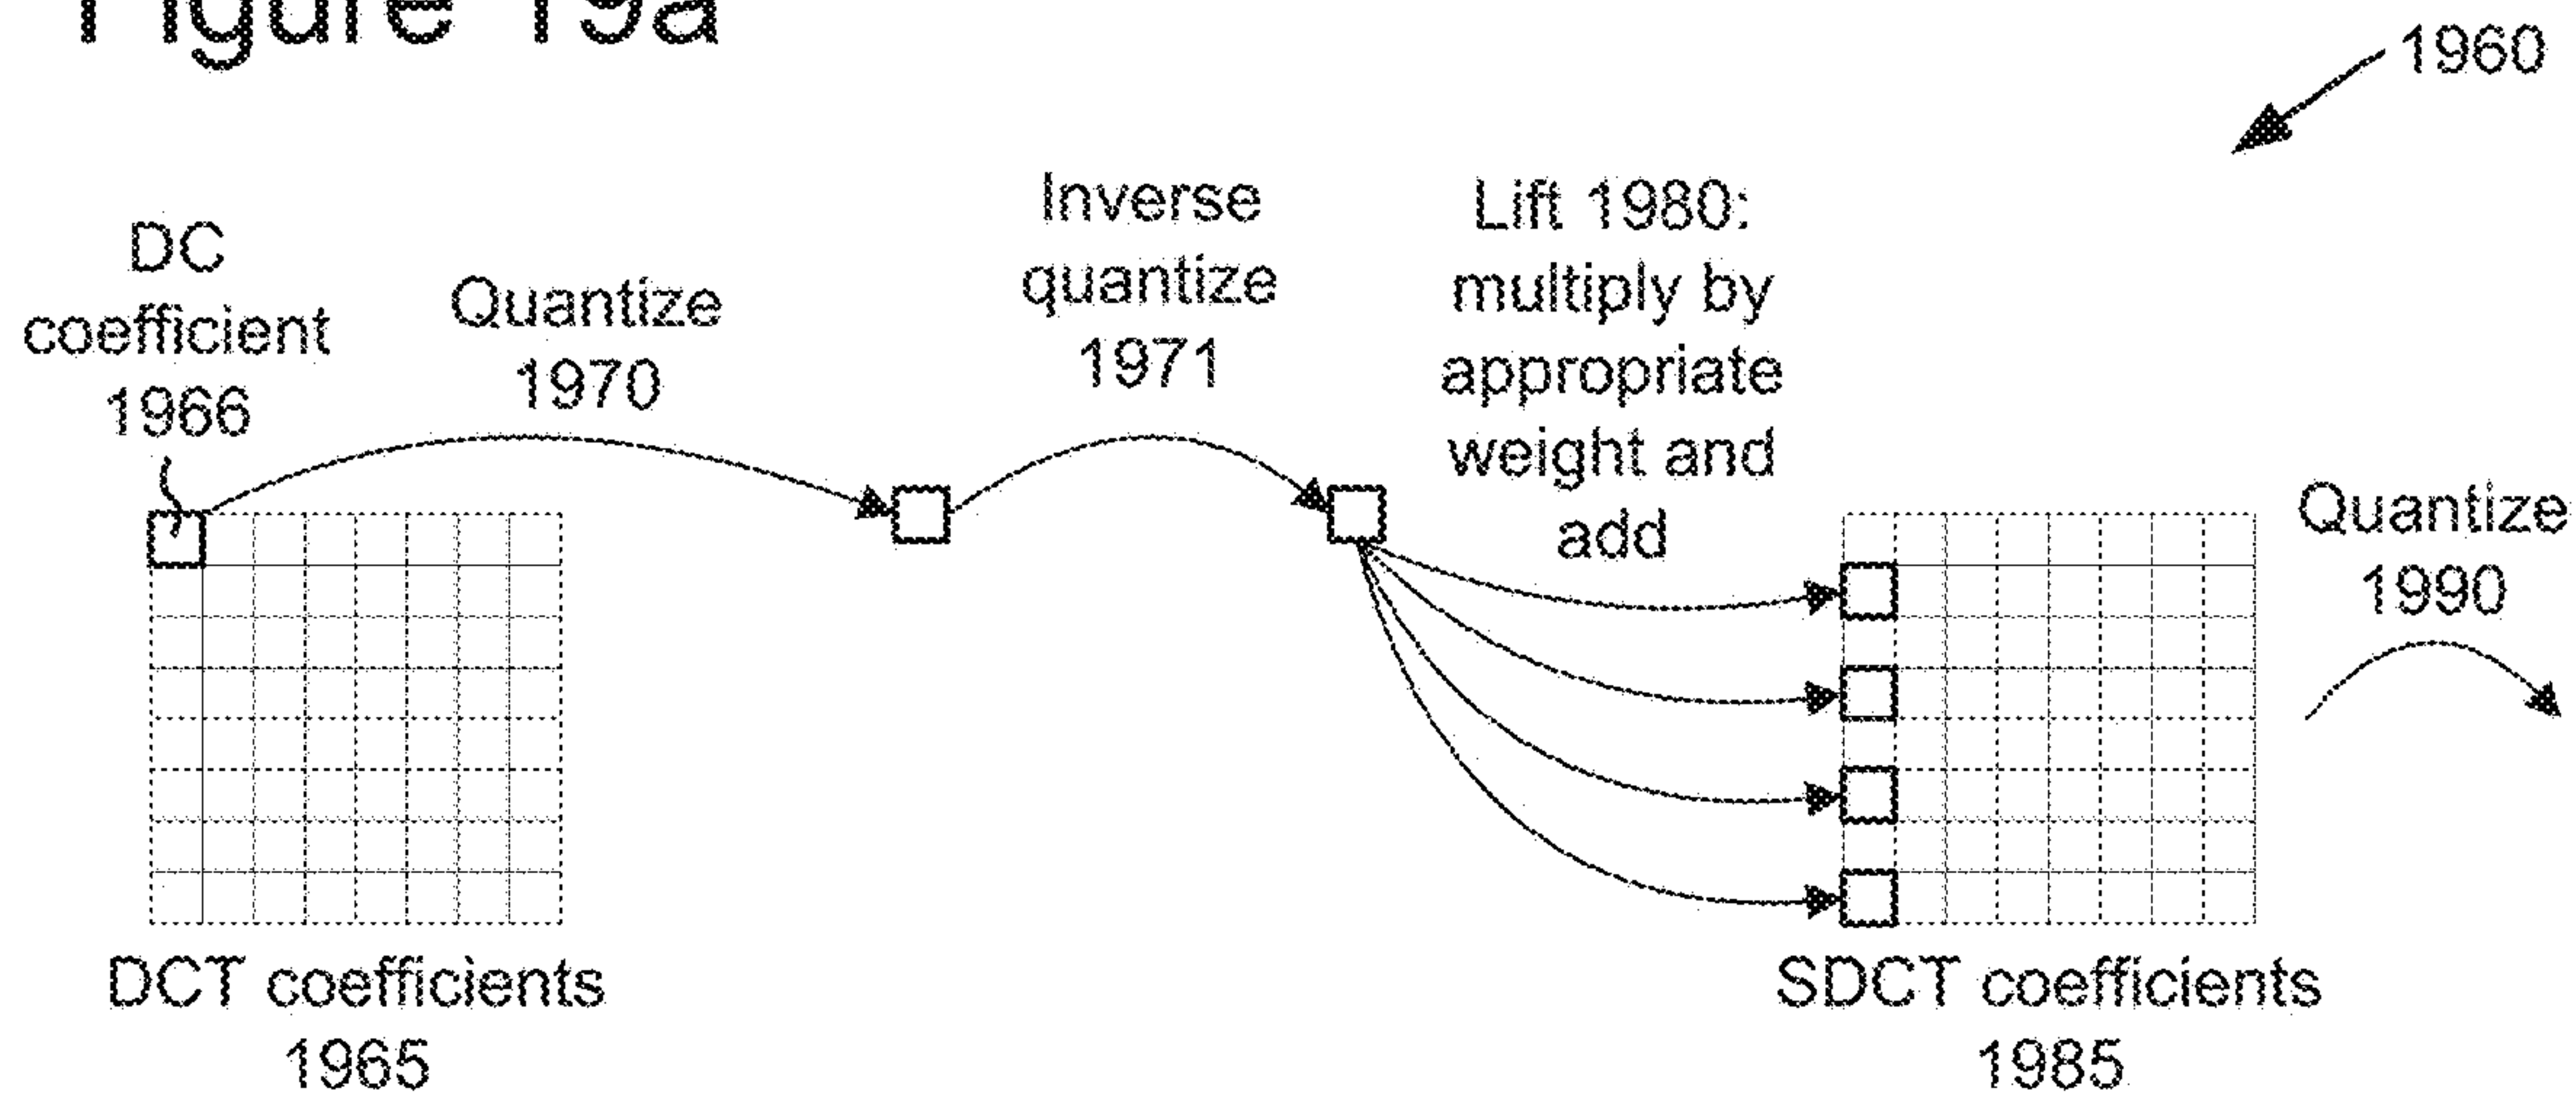 Figure 19a
1960
DC
coefficient
1966
Quantize
1970
Inverse
quantize
1971
Lift 1980:
multiply by
appropriate
weight and
add
Quantize
1990
DCT coefficients
1965
SDCT coefficients
1985